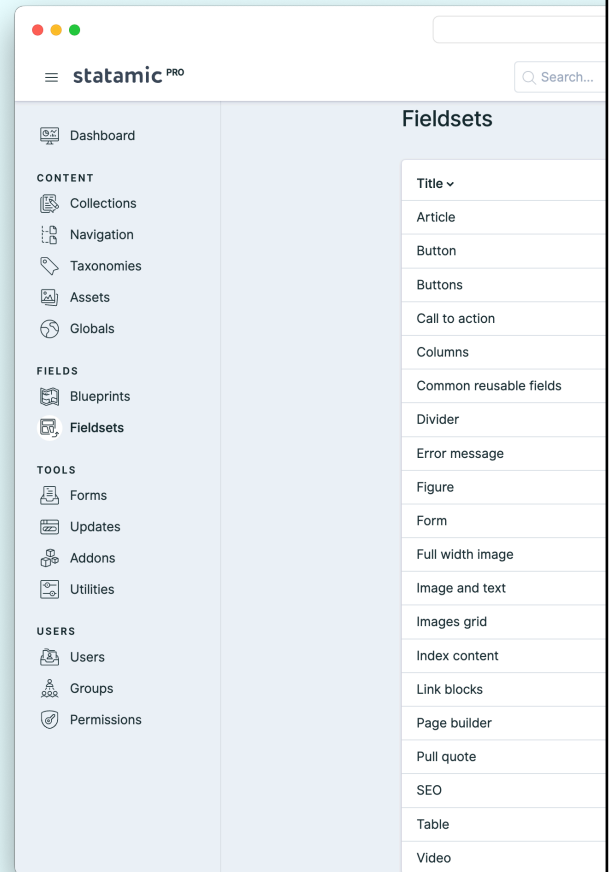 statamic PRO
Search...
Dashboard
CONTENT
Collections
Navigation
Taxonomies
Assets
Globals
FIELDS
Blueprints
Fieldsets
TOOLS
Forms
Updates
Addons
Utilities
USERS
Users
Groups
Permissions
Fieldsets
Title
Article
Button
Buttons
Call to action
Columns
Common reusable fields
Divider
Error message
Figure
Form
Full width image
Image and text
Images grid
Index content
Link blocks
Page builder
Pull quote
SEO
Table
Video